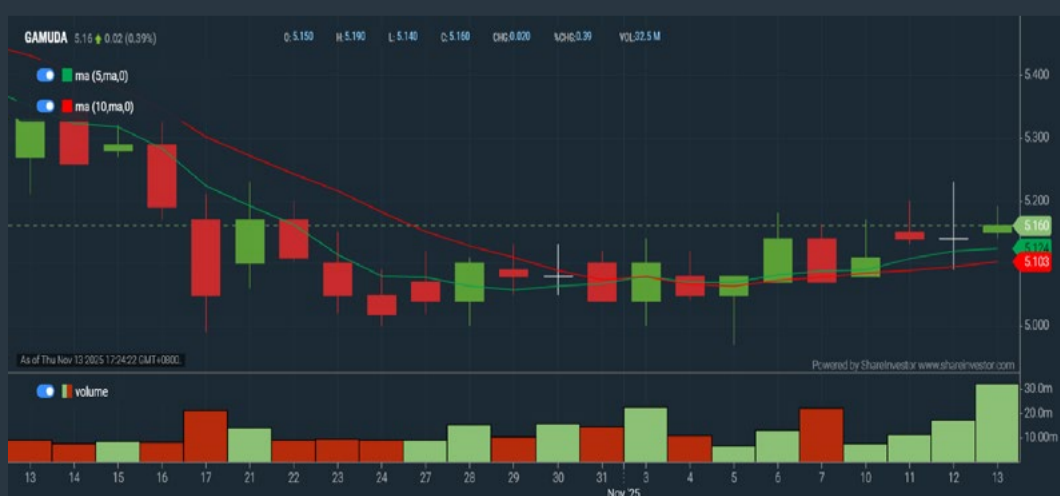 GAMUDA 5.16 0.02 (0.39%) O: 5.150 H: 5.190 L: 5.140 C: 5.160 CHG:0.020 %CHG:0.39 VOL:32.5 M
ma (5,ma,0)
ma (10,ma,0)
5.400
5.300
5.200
5.160
5.124
5.103
5.000
As of Thu Nov 13 2025 17:24:22 GMT+0800.
Powered by ShareInvestor www.shareinvestor.com
volume
30.0m
20.0m
10.00m
13 14 15 16 17 21 22 23 24 27 28 29 30 31 3 4 5 6 7 10 11 12 13
Nov '25